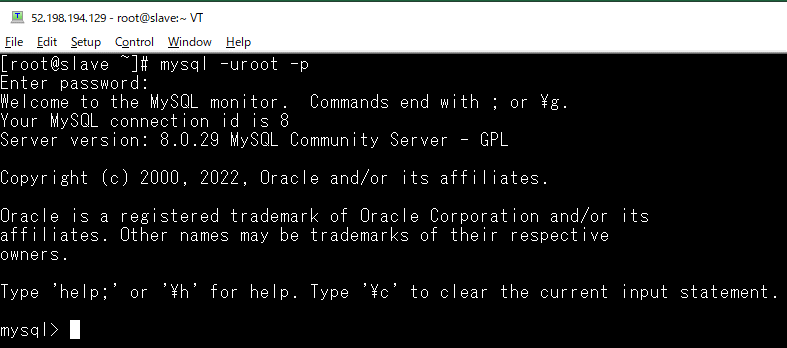 52.198.194.129 - root@slave:~ VT
File Edit Setup Control Window Help
[root@slave ~]# mysql -uroot -p
Enter password:
Welcome to the MySQL monitor.  Commands end with ; or ¥g.
Your MySQL connection id is 8
Server version: 8.0.29 MySQL Community Server - GPL
Copyright (c) 2000, 2022, Oracle and/or its affiliates.
Oracle is a registered trademark of Oracle Corporation and/or its
affiliates. Other names may be trademarks of their respective
owners.
Type 'help;' or '¥h' for help. Type '¥c' to clear the current input statement.
mysql>